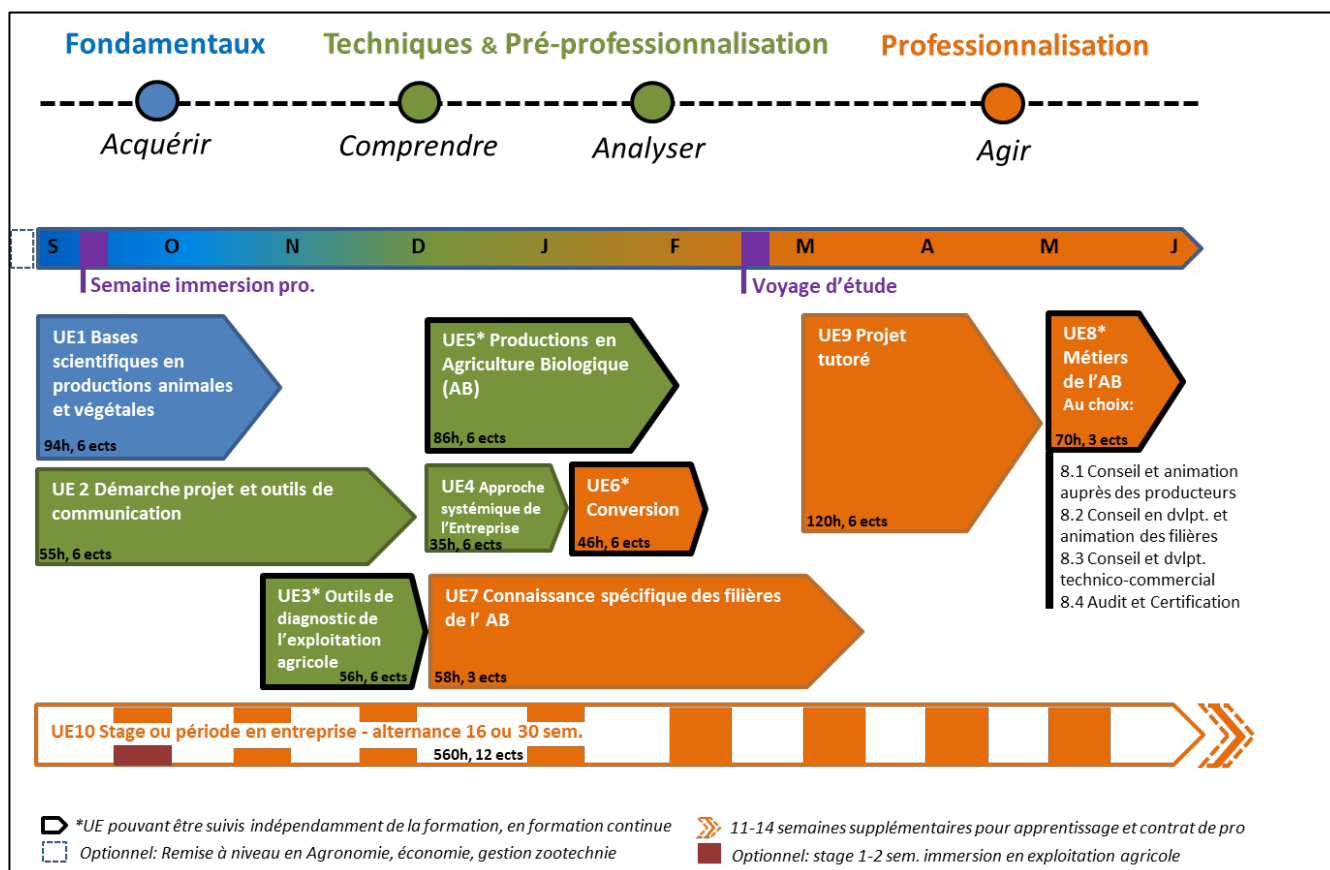 Fondamentaux
Techniques & Pré-professionnalisation
Professionnalisation
Acquérir
Comprendre
Analyser
Agir
S O N D J F M A M J
Semaine immersion pro.
Voyage d’étude
UE1 Bases
scientifiques en
productions animales
et végétales
94h, 6 ects
UE5* Productions en
Agriculture Biologique
(AB)
86h, 6 ects
UE9 Projet
tutoré
120h, 6 ects
UE8*
Métiers
de l’AB
Au choix:
70h, 3 ects
8.1 Conseil et animation
auprès des producteurs
8.2 Conseil en dvlpt. et
animation des filières
8.3 Conseil et dvlpt.
technico-commercial
8.4 Audit et Certification
UE 2 Démarche projet et outils de
communication
55h, 6 ects
UE4 Approche
systémique de
l’Entreprise
35h, 6 ects
UE6*
Conversion
46h, 6 ects
UE3* Outils de
diagnostic de
l’exploitation
agricole
56h, 6 ects
UE7 Connaissance spécifique des filières
de l’ AB
58h, 3 ects
UE10 Stage ou période en entreprise - alternance 16 ou 30 sem.
560h, 12 ects
*UE pouvant être suivis indépendamment de la formation, en formation continue
Optionnel: Remise à niveau en Agronomie, économie, gestion zootechnie
11-14 semaines supplémentaires pour apprentissage et contrat de pro
Optionnel: stage 1-2 sem. immersion en exploitation agricole